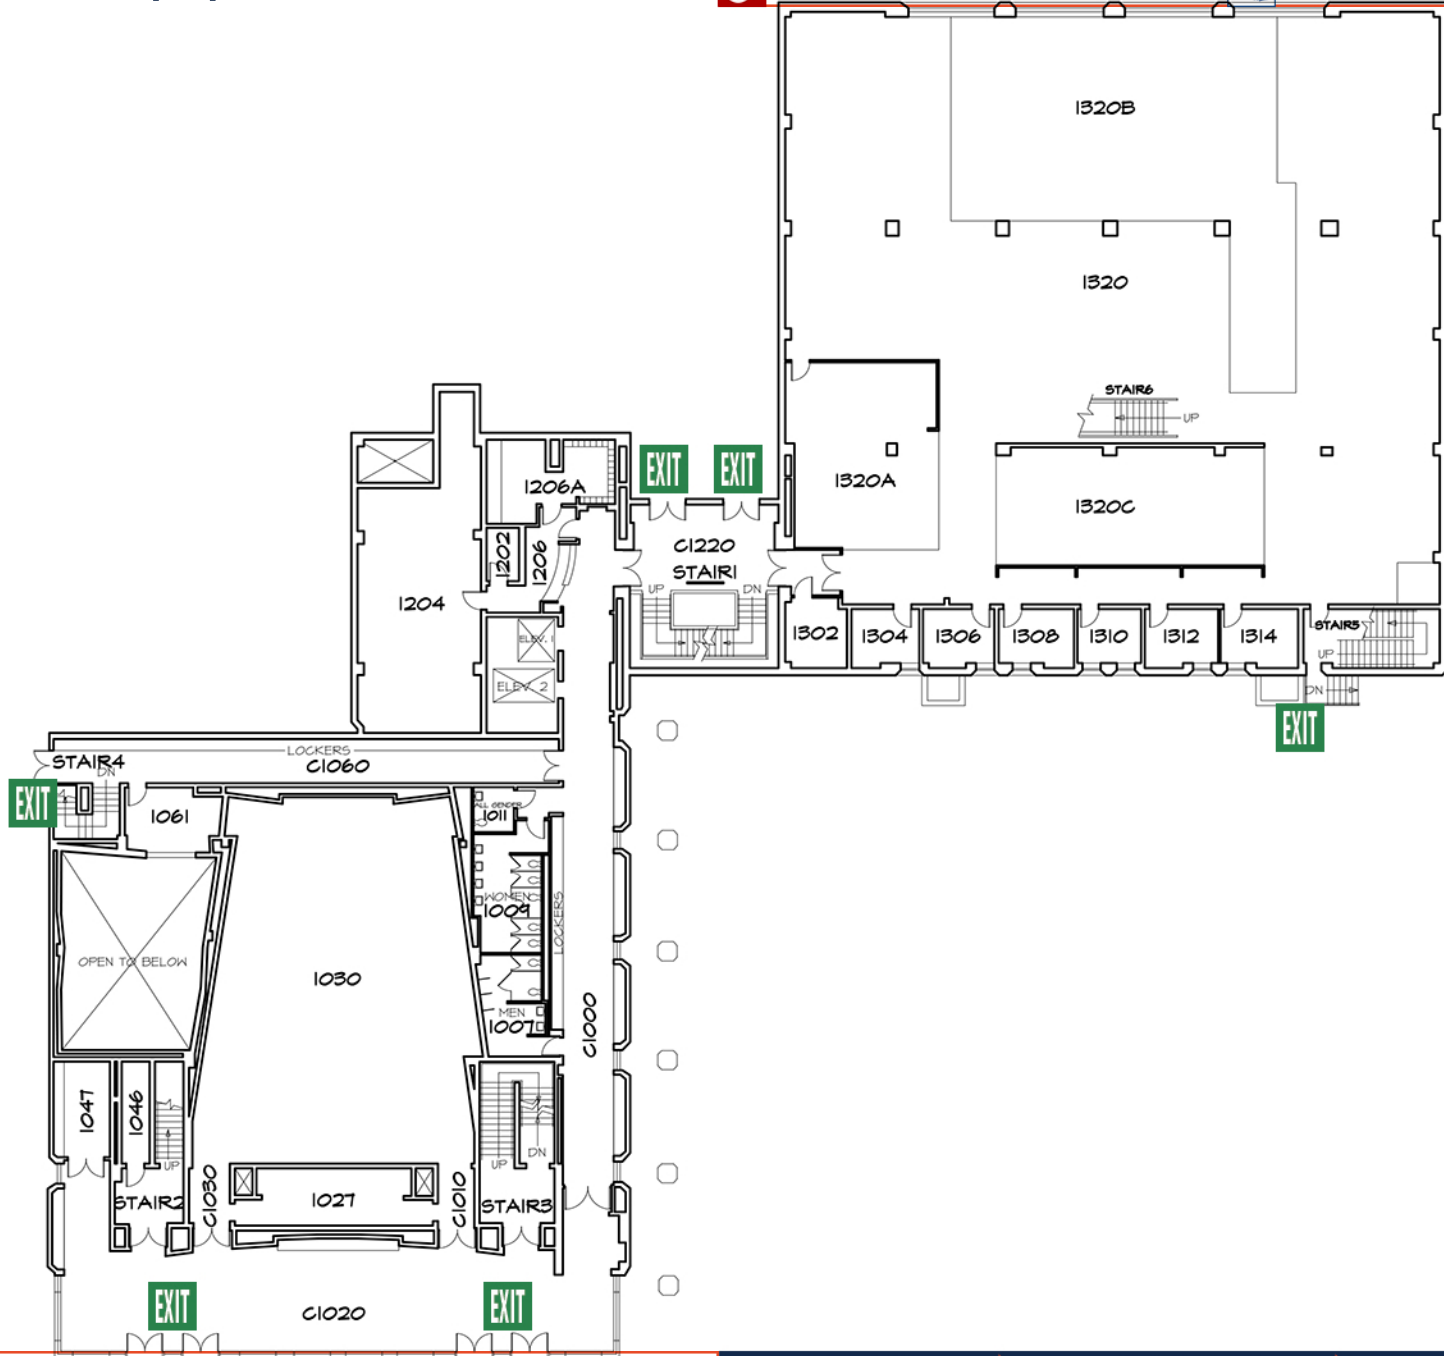 1320B
1320
STAIR6
UP
1320A
1320C
EXIT
EXIT
1206A
C1220
STAIR1
UP
DN
1202
1206
1204
ELEV. 1
ELEV. 2
1302
1304
1306
1308
1310
1312
1314
STAIR5
UP
DN
EXIT
LOCKERS
C1060
STAIR4
DN
EXIT
1061
ALL GENDER
1011
WOMEN
1009
LOCKERS
OPEN TO BELOW
1030
MEN
1007
C1000
1047
1046
UP
STAIR2
C1030
1027
C1010
UP
DN
STAIR3
EXIT
EXIT
C1020